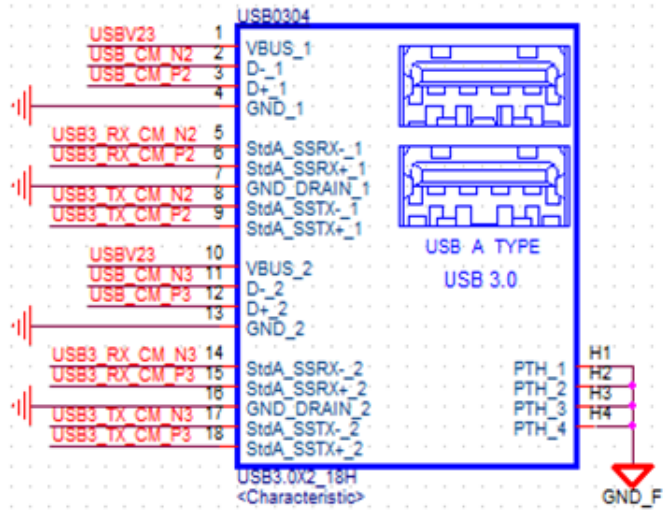 USB0304
USBV23 1 VBUS_1
USB_CM_N2 2 D-_1
USB_CM_P2 3 D+_1
4 GND_1
USB3_RX_CM_N2 5 StdA_SSRX-_1
USB3_RX_CM_P2 6 StdA_SSRX+_1
7 GND_DRAIN_1
USB3_TX_CM_N2 8 StdA_SSTX-_1
USB3_TX_CM_P2 9 StdA_SSTX+_1
USB A TYPE
USB 3.0
USBV23 10 VBUS_2
USB_CM_N3 11 D-_2
USB_CM_P3 12 D+_2
13 GND_2
USB3_RX_CM_N3 14 StdA_SSRX-_2 PTH_1 H1
USB3_RX_CM_P3 15 StdA_SSRX+_2 PTH_2 H2
16 GND_DRAIN_2 PTH_3 H3
USB3_TX_CM_N3 17 StdA_SSTX-_2 PTH_4 H4
USB3_TX_CM_P3 18 StdA_SSTX+_2
USB3.0X2_18H
<Characteristic>
GND_F